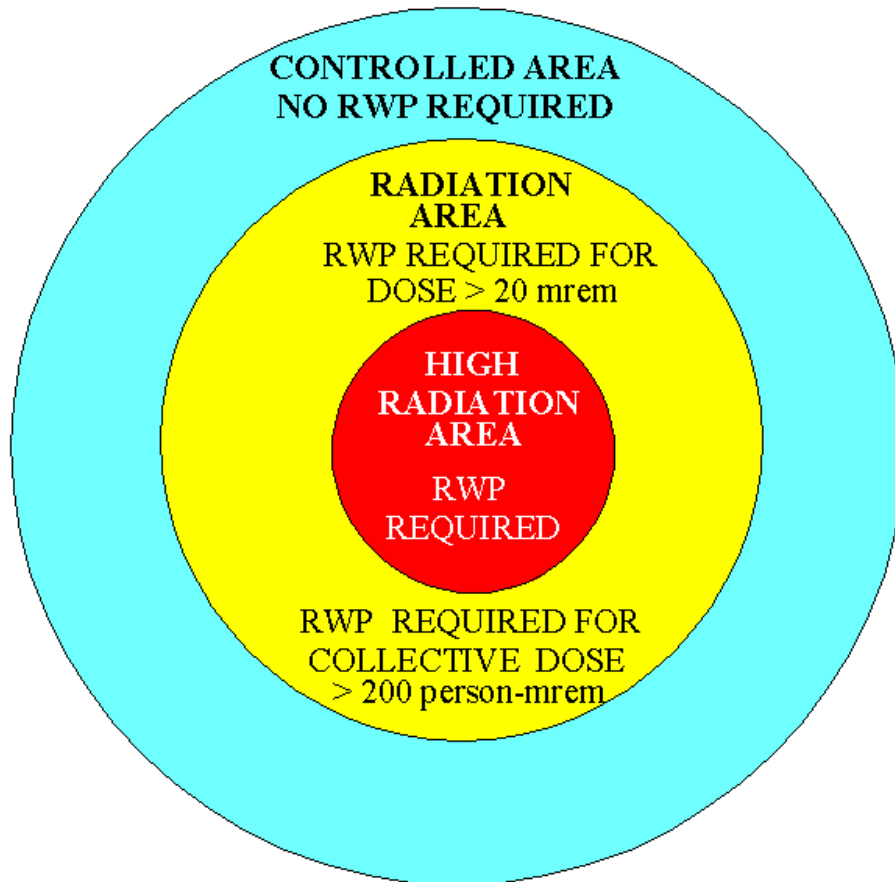 CONTROLLED AREA
NO RWP REQUIRED
RADIATION
AREA
RWP REQUIRED FOR
DOSE > 20 mrem
HIGH
RADIATION
AREA
RWP
REQUIRED
RWP REQUIRED FOR
COLLECTIVE DOSE
> 200 person-mrem